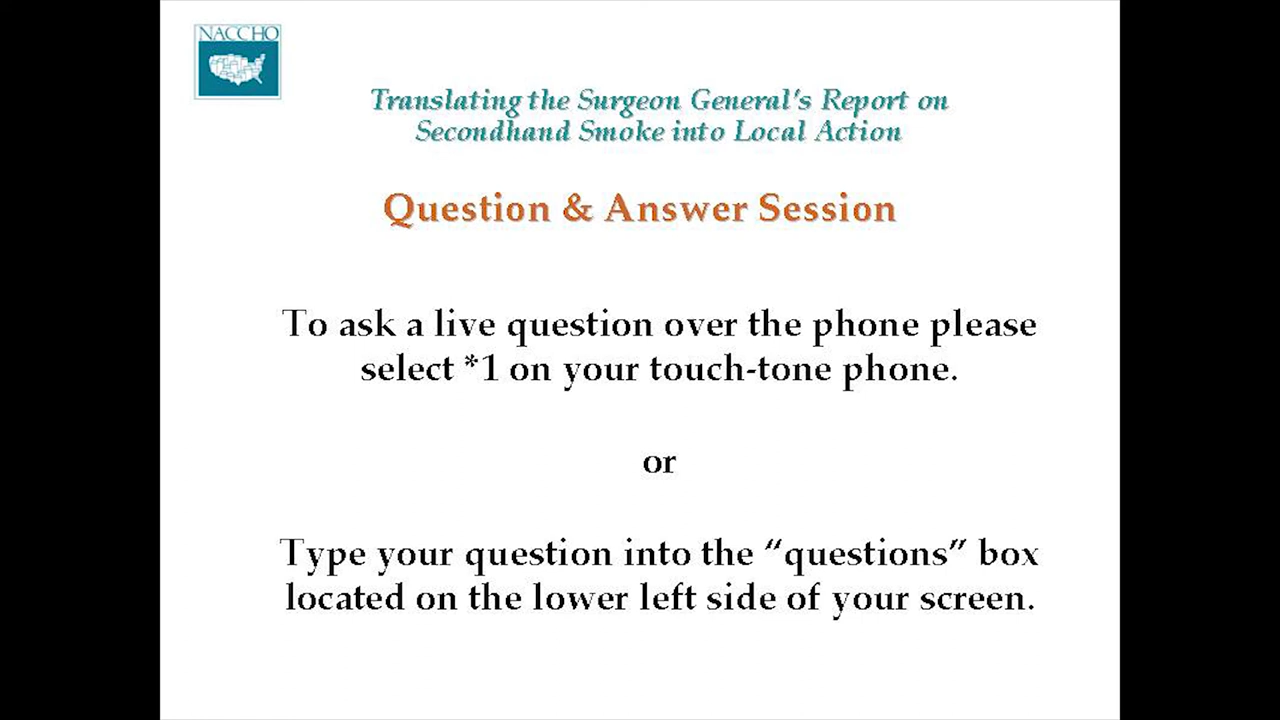 NACCHO
Translating the Surgeon General's Report on
Secondhand Smoke into Local Action
Question & Answer Session
To ask a live question over the phone please
select *1 on your touch-tone phone.
or
Type your question into the “questions” box
located on the lower left side of your screen.